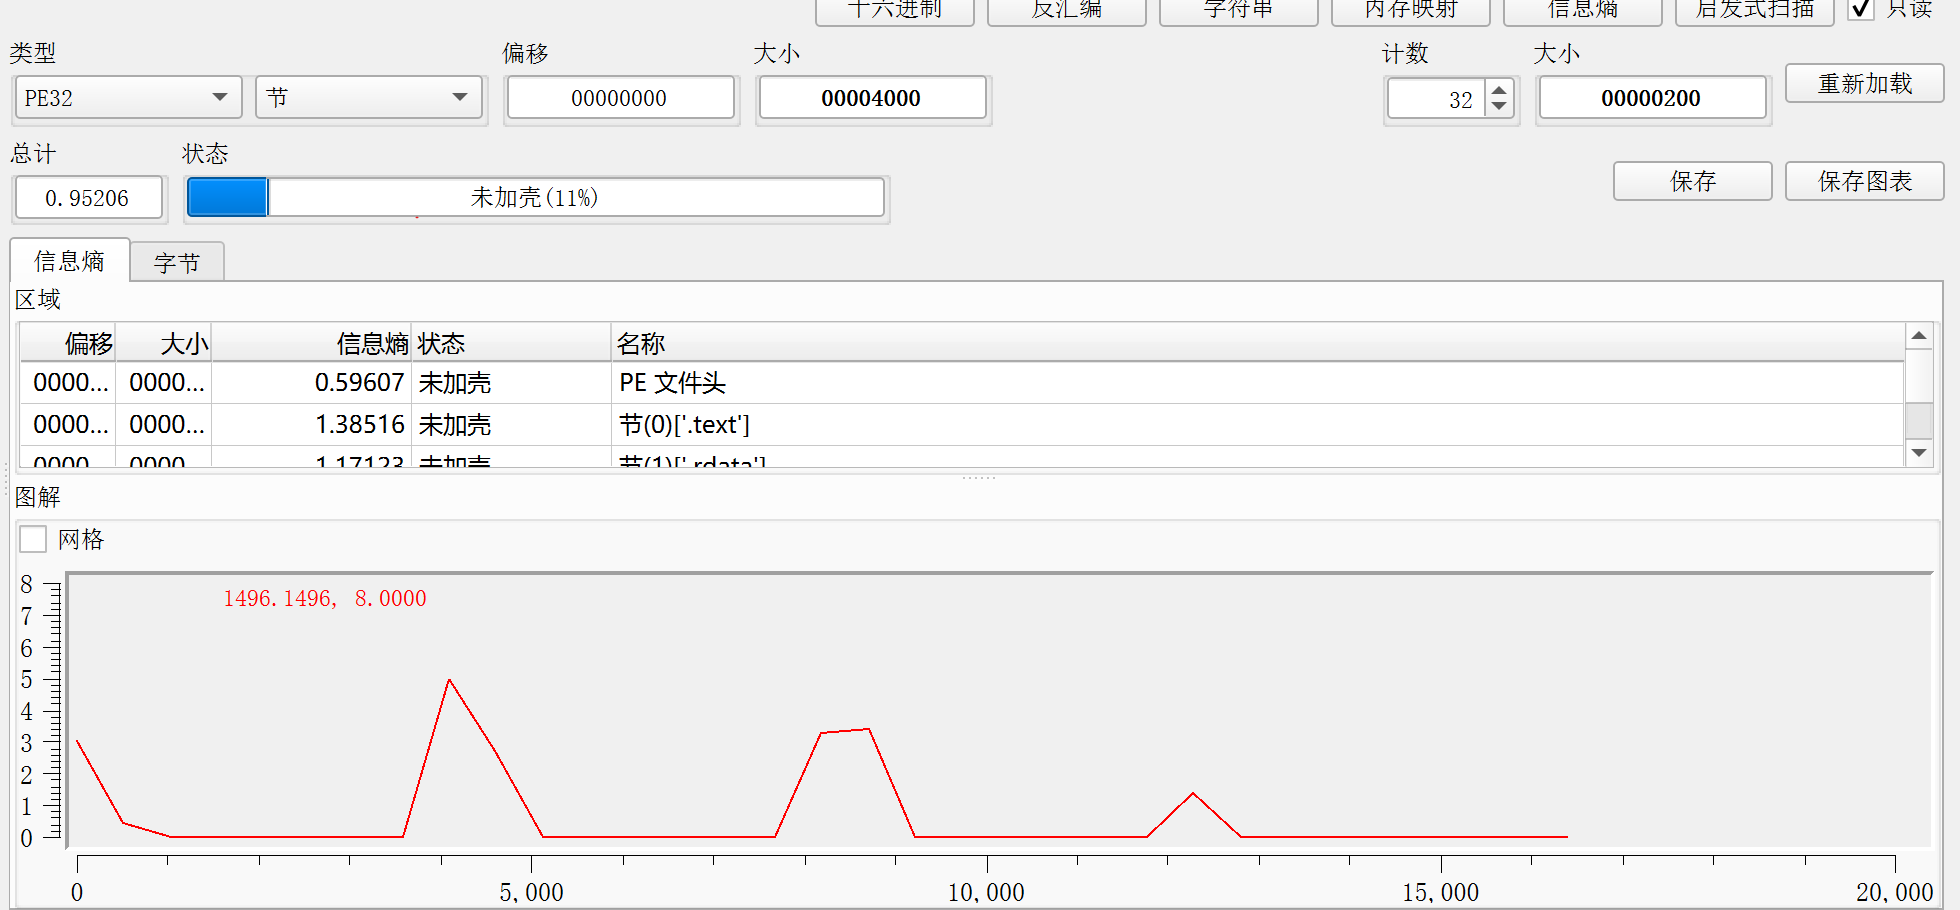 十六进制 反汇编 字符串 内存映射 信息熵 启发式扫描 只读
类型 偏移 大小 计数 大小
PE32 节 00000000 00004000 32 00000200 重新加载
总计 状态
0.95206 未加壳(11%) 保存 保存图表
信息熵 字节
区域
偏移 大小 信息熵 状态 名称
0000... 0000... 0.59607 未加壳 PE 文件头
0000... 0000... 1.38516 未加壳 节(0)['.text']
0000... 0000... 1.17123 未加壳 节(1)['.rdata']
图解
网格
1496.1496, 8.0000
8
7
6
5
4
3
2
1
0
0 5,000 10,000 15,000 20,000